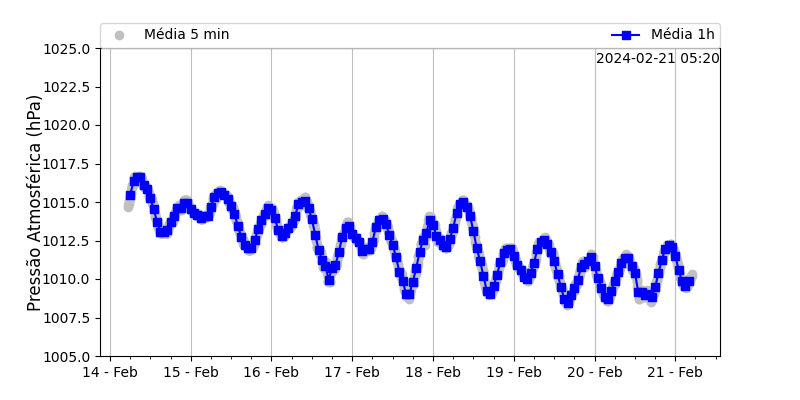 Média 5 min
Média 1h
2024-02-21 05:20
Pressão Atmosférica (hPa)
1025.0
1022.5
1020.0
1017.5
1015.0
1012.5
1010.0
1007.5
1005.0
14 - Feb
15 - Feb
16 - Feb
17 - Feb
18 - Feb
19 - Feb
20 - Feb
21 - Feb